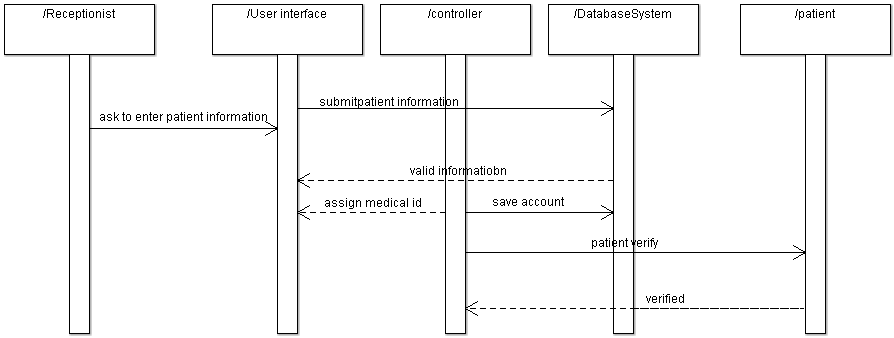 /Receptionist
/User interface
/controller
/DatabaseSystem
/patient
submitpatient information
ask to enter patient information
valid informatiobn
assign medical id
save account
patient verify
verified